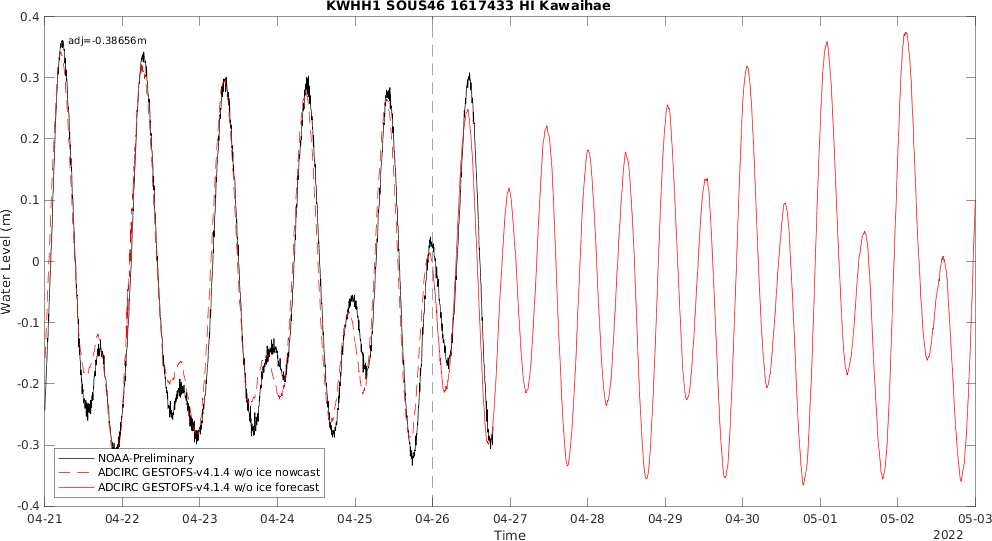 KWHH1 SOUS46 1617433 HI Kawaihae
adj=-0.38656m
Water Level (m)
0.4
0.3
0.2
0.1
0
-0.1
-0.2
-0.3
-0.4
NOAA-Preliminary
ADCIRC GESTOFS-v4.1.4 w/o ice nowcast
ADCIRC GESTOFS-v4.1.4 w/o ice forecast
04-21 04-22 04-23 04-24 04-25 04-26 04-27 04-28 04-29 04-30 05-01 05-02 05-03
Time
2022